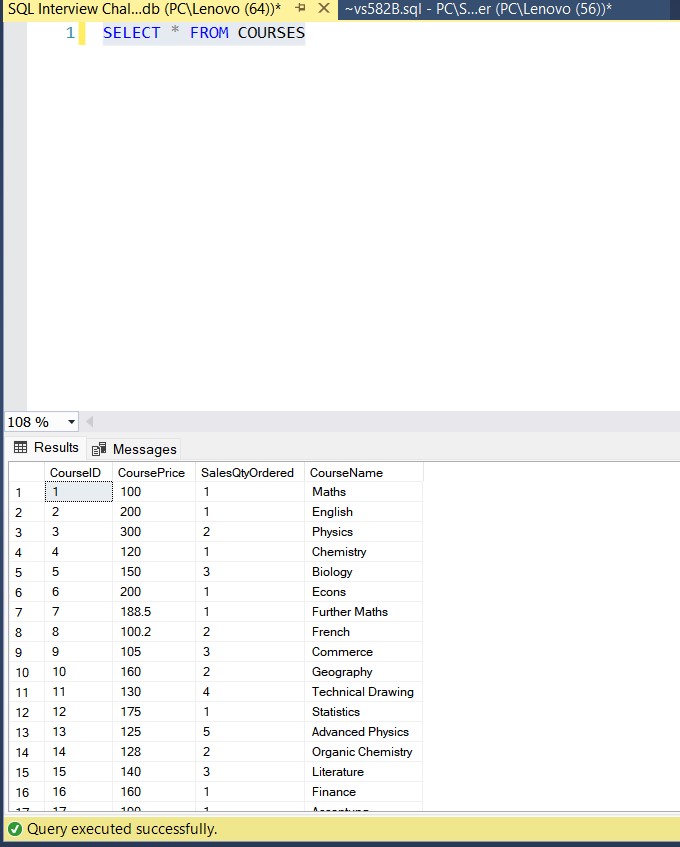 SQL Interview Chal...db (PC\Lenovo (64))* ~vs582B.sql - PC\S...er (PC\Lenovo (56))*
1 SELECT * FROM COURSES
108 %
Results Messages
CourseID CoursePrice SalesQtyOrdered CourseName
1 1 100 1 Maths
2 2 200 1 English
3 3 300 2 Physics
4 4 120 1 Chemistry
5 5 150 3 Biology
6 6 200 1 Econs
7 7 188.5 1 Further Maths
8 8 100.2 2 French
9 9 105 3 Commerce
10 10 160 2 Geography
11 11 130 4 Technical Drawing
12 12 175 1 Statistics
13 13 125 5 Advanced Physics
14 14 128 2 Organic Chemistry
15 15 140 3 Literature
16 16 160 1 Finance
17 17
Query executed successfully.